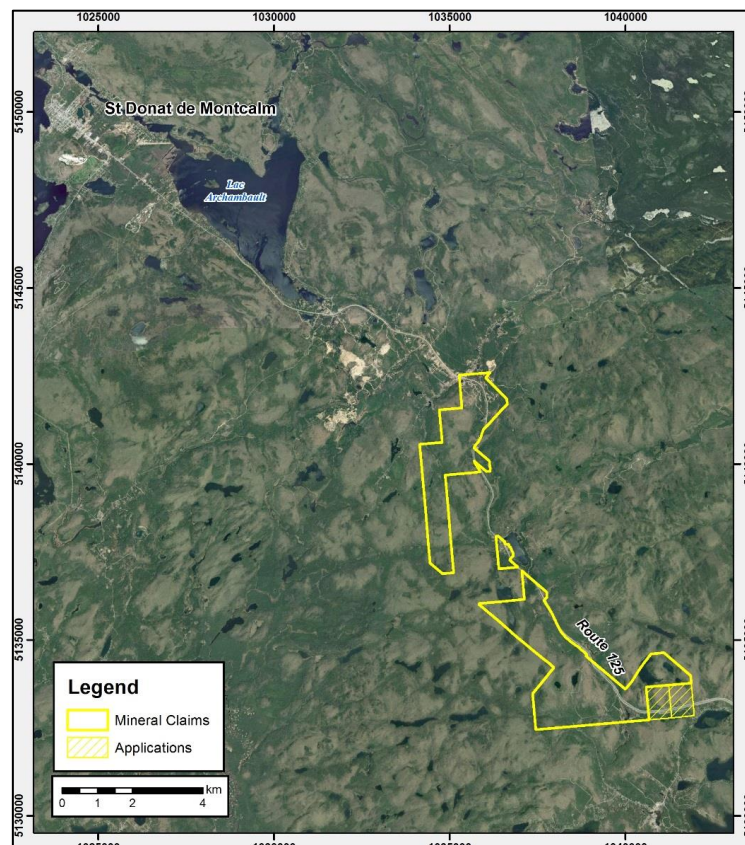 1025000 1030000 1035000 1040000
5150000
St Donat de Montcalm
Lac
Archambault
5145000
5140000
5135000
Route 125
Legend
Mineral Claims
Applications
km
0 1 2 4
5130000